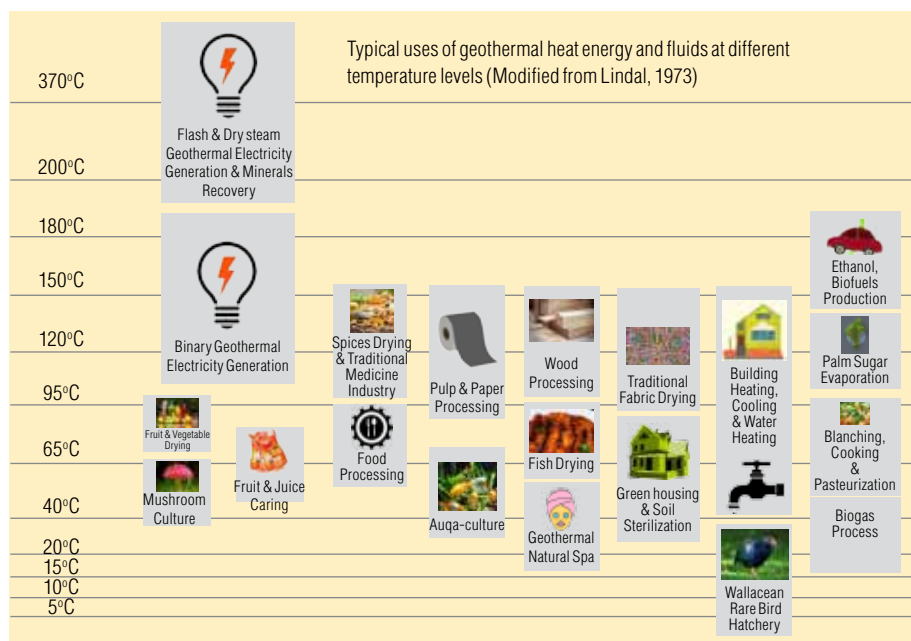 Typical uses of geothermal heat energy and fluids at different
temperature levels (Modified from Lindal, 1973)
370°C
200°C
180°C
150°C
120°C
95°C
65°C
40°C
20°C
15°C
10°C
5°C
Flash & Dry steam
Geothermal Electricity
Generation & Minerals
Recovery
Binary Geothermal
Electricity Generation
Fruit & Vegetable
Drying
Mushroom
Culture
Fruit & Juice
Caring
Spices Drying
& Traditional
Medicine
Industry
Food
Processing
Pulp & Paper
Processing
Auqa-culture
Wood
Processing
Fish Drying
Geothermal
Natural Spa
Traditional
Fabric Drying
Green housing
& Soil
Sterilization
Building
Heating,
Cooling
& Water
Heating
Wallacean
Rare Bird
Hatchery
Ethanol,
Biofuels
Production
Palm Sugar
Evaporation
Blanching,
Cooking
&
Pasteurization
Biogas
Process